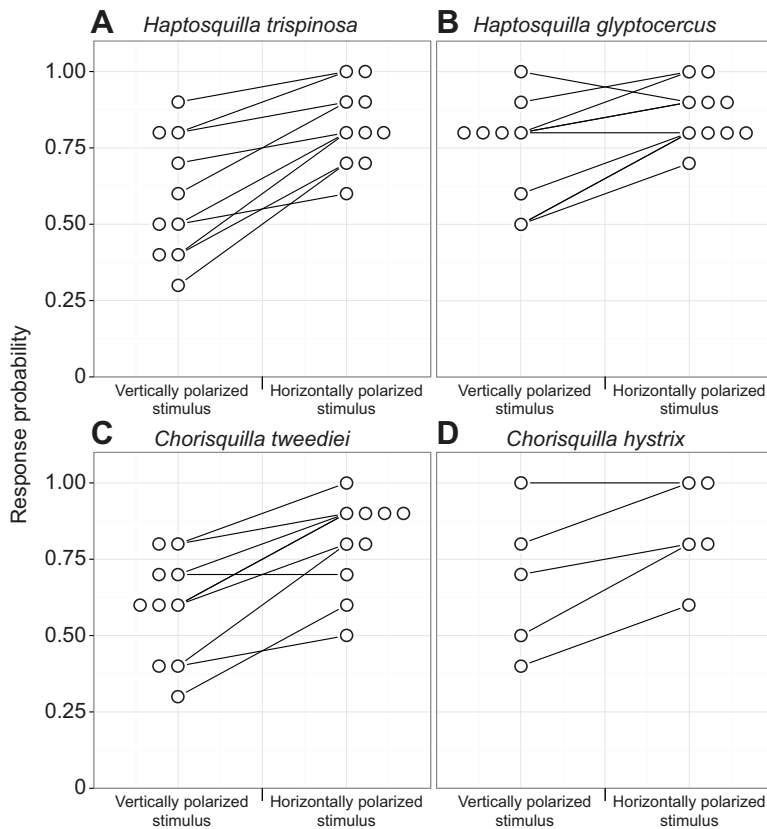 A Haptosquilla trispinosa
B Haptosquilla glyptocercus
Response probability
1.00
0.75
0.50
0.25
0
Vertically polarized
stimulus
Horizontally polarized
stimulus
Vertically polarized
stimulus
Horizontally polarized
stimulus
C Chorisquilla tweediei
D Chorisquilla hystrix
1.00
0.75
0.50
0.25
0
Vertically polarized
stimulus
Horizontally polarized
stimulus
Vertically polarized
stimulus
Horizontally polarized
stimulus